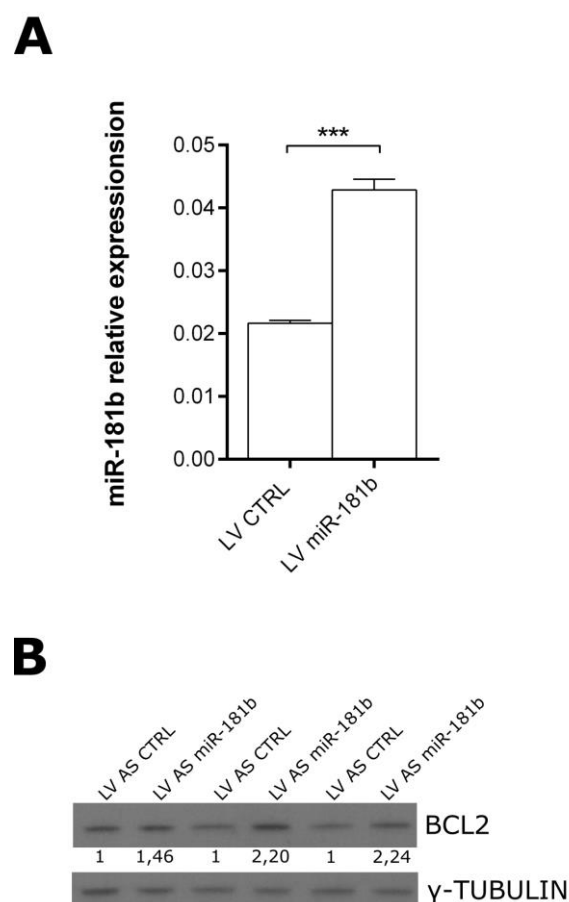 A
miR-181b relative expressionsion
***
0.05
0.04
0.03
0.02
0.01
0.00
LV CTRL
LV miR-181b
B
LV AS CTRL
LV AS miR-181b
LV AS CTRL
LV AS miR-181b
LV AS CTRL
LV AS miR-181b
BCL2
1 1,46 1 2,20 1 2,24
γ-TUBULIN